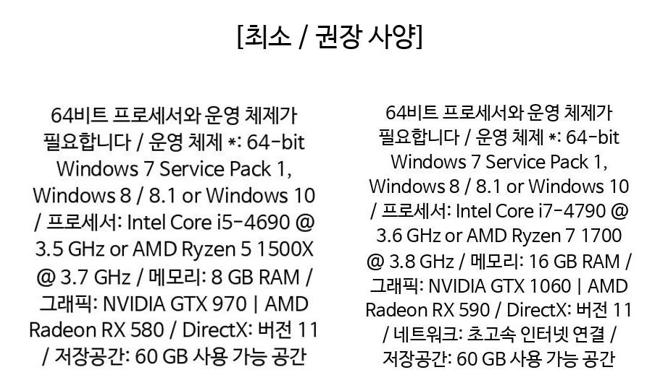 [최소 / 권장 사양]
64비트 프로세서와 운영 체제가
필요합니다 / 운영 체제 *: 64-bit
Windows 7 Service Pack 1,
Windows 8 / 8.1 or Windows 10
/ 프로세서: Intel Core i5-4690 @
3.5 GHz or AMD Ryzen 5 1500X
@ 3.7 GHz / 메모리: 8 GB RAM /
그래픽: NVIDIA GTX 970 | AMD
Radeon RX 580 / DirectX: 버전 11
/ 저장공간: 60 GB 사용 가능 공간
64비트 프로세서와 운영 체제가
필요합니다 / 운영 체제 *: 64-bit
Windows 7 Service Pack 1,
Windows 8 / 8.1 or Windows 10
/ 프로세서: Intel Core i7-4790 @
3.6 GHz or AMD Ryzen 7 1700
@ 3.8 GHz / 메모리: 16 GB RAM /
그래픽: NVIDIA GTX 1060 | AMD
Radeon RX 590 / DirectX: 버전 11
/ 네트워크: 초고속 인터넷 연결 /
저장공간: 60 GB 사용 가능 공간